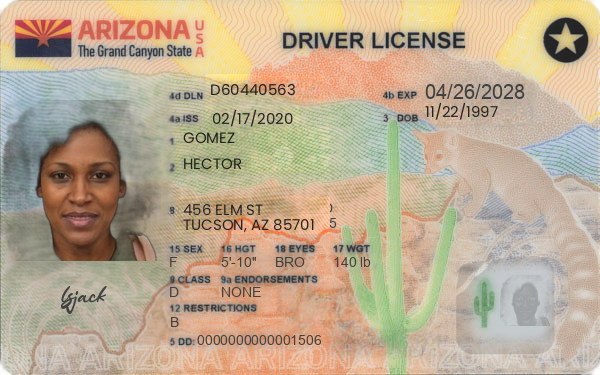 ARIZONA USA
The Grand Canyon State
DRIVER LICENSE
4d DLN D60440563
4b EXP 04/26/2028
4a ISS 02/17/2020
3 DOB 11/22/1997
1 GOMEZ
2 HECTOR
8 456 ELM ST )
TUCSON, AZ 85701 5
15 SEX 16 HGT 18 EYES 17 WGT
F 5'-10" BRO 140 lb
9 CLASS 9a ENDORSEMENTS
D NONE
12 RESTRICTIONS
B
5 DD: 0000000000001506
Gjack
ARIZONA ARIZONA ARIZONA ARIZONA